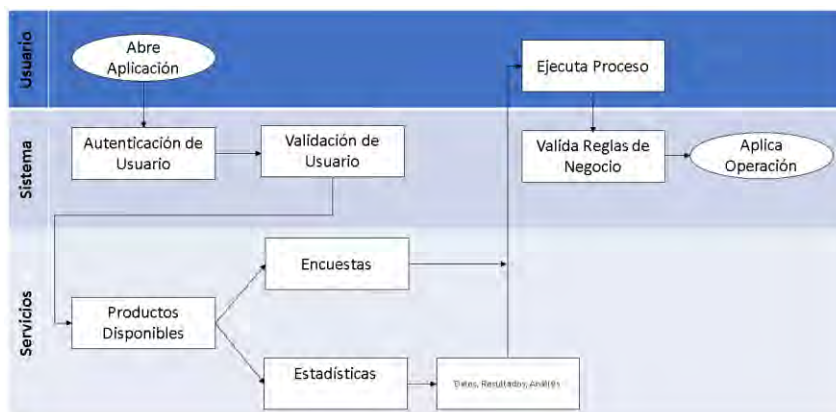 Usuario
Abre
Aplicación
Ejecuta Proceso
Sistema
Autenticación de
Usuario
Validación de
Usuario
Valida Reglas de
Negocio
Aplica
Operación
Servicios
Productos
Disponibles
Encuestas
Estadísticas
Datos, Resultados, Análisis